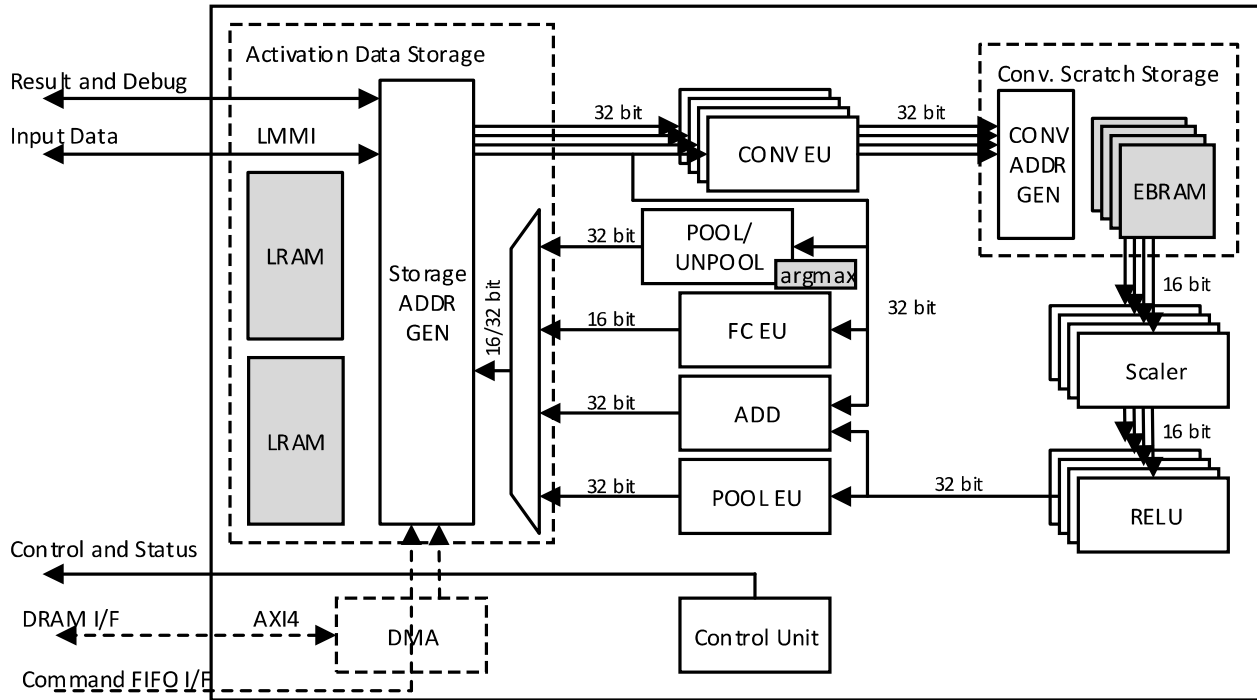 Activation Data Storage
Result and Debug
Input Data
LMMI
LRAM
LRAM
Storage
ADDR
GEN
16/32 bit
32 bit
CONV EU
32 bit
Conv. Scratch Storage
CONV
ADDR
GEN
EBRAM
32 bit
POOL/
UNPOOL
argmax
16 bit
FC EU
32 bit
16 bit
Scaler
32 bit
ADD
16 bit
32 bit
POOL EU
32 bit
RELU
Control and Status
DRAM I/F
AXI4
DMA
Control Unit
Command FIFO I/F